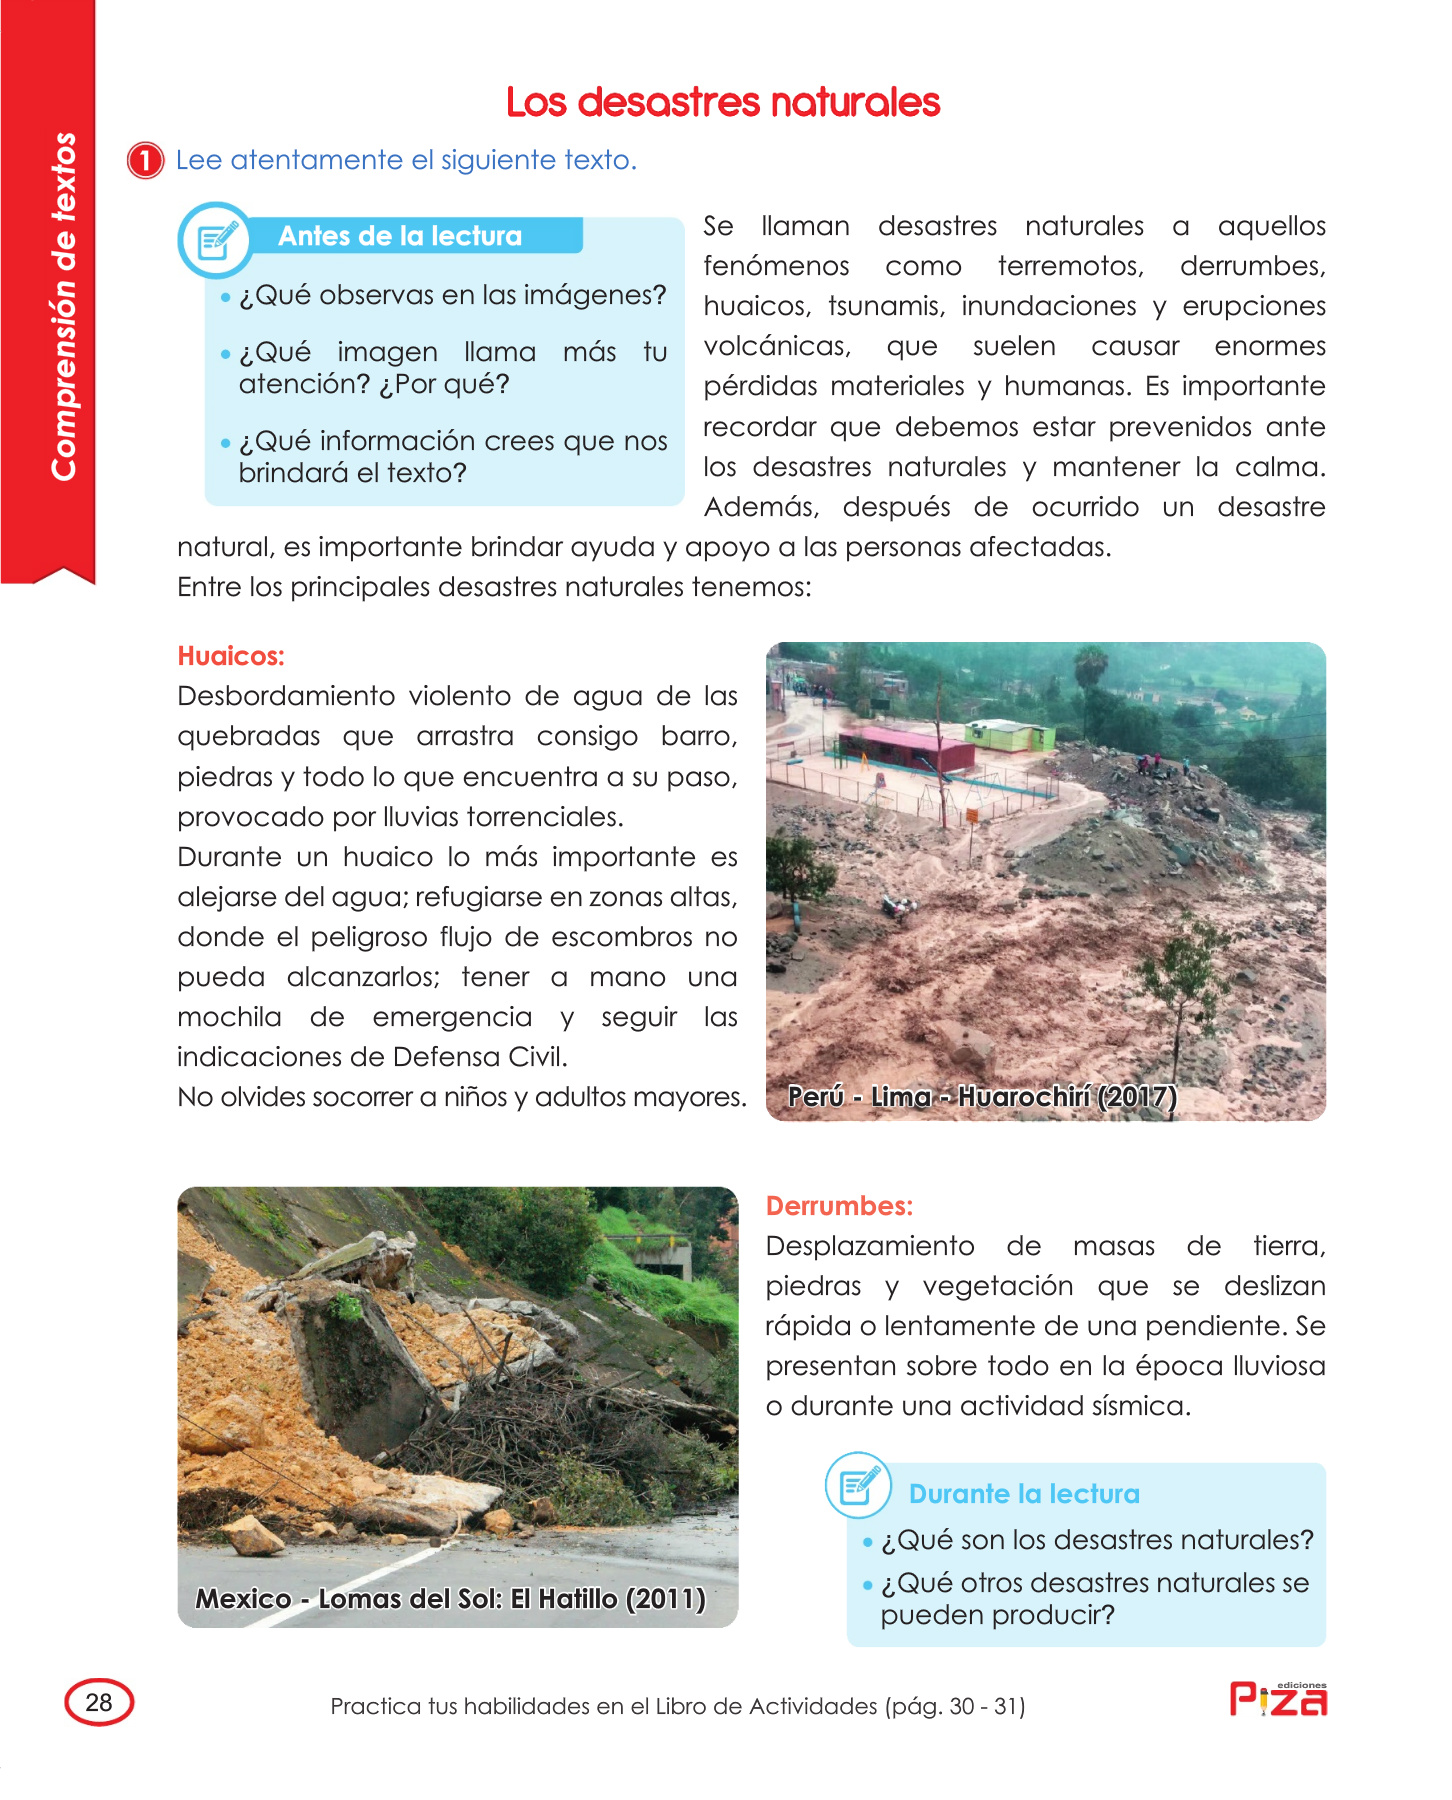 Comprensión de textos
Los desastres naturales
1 Lee atentamente el siguiente texto.
Antes de la lectura
• ¿Qué observas en las imágenes?
• ¿Qué imagen llama más tu
atención? ¿Por qué?
• ¿Qué información crees que nos
brindará el texto?
Se llaman desastres naturales a aquellos
fenómenos como terremotos, derrumbes,
huaicos, tsunamis, inundaciones y erupciones
volcánicas, que suelen causar enormes
pérdidas materiales y humanas. Es importante
recordar que debemos estar prevenidos ante
los desastres naturales y mantener la calma.
Además, después de ocurrido un desastre
natural, es importante brindar ayuda y apoyo a las personas afectadas.
Entre los principales desastres naturales tenemos:
Huaicos:
Desbordamiento violento de agua de las
quebradas que arrastra consigo barro,
piedras y todo lo que encuentra a su paso,
provocado por lluvias torrenciales.
Durante un huaico lo más importante es
alejarse del agua; refugiarse en zonas altas,
donde el peligroso flujo de escombros no
pueda alcanzarlos; tener a mano una
mochila de emergencia y seguir las
indicaciones de Defensa Civil.
No olvides socorrer a niños y adultos mayores.
Perú - Lima - Huarochirí (2017)
Mexico - Lomas del Sol: El Hatillo (2011)
Derrumbes:
Desplazamiento de masas de tierra,
piedras y vegetación que se deslizan
rápida o lentamente de una pendiente. Se
presentan sobre todo en la época lluviosa
o durante una actividad sísmica.
Durante la lectura
• ¿Qué son los desastres naturales?
• ¿Qué otros desastres naturales se
pueden producir?
28
Practica tus habilidades en el Libro de Actividades (pág. 30 - 31)
ediciones
Piza